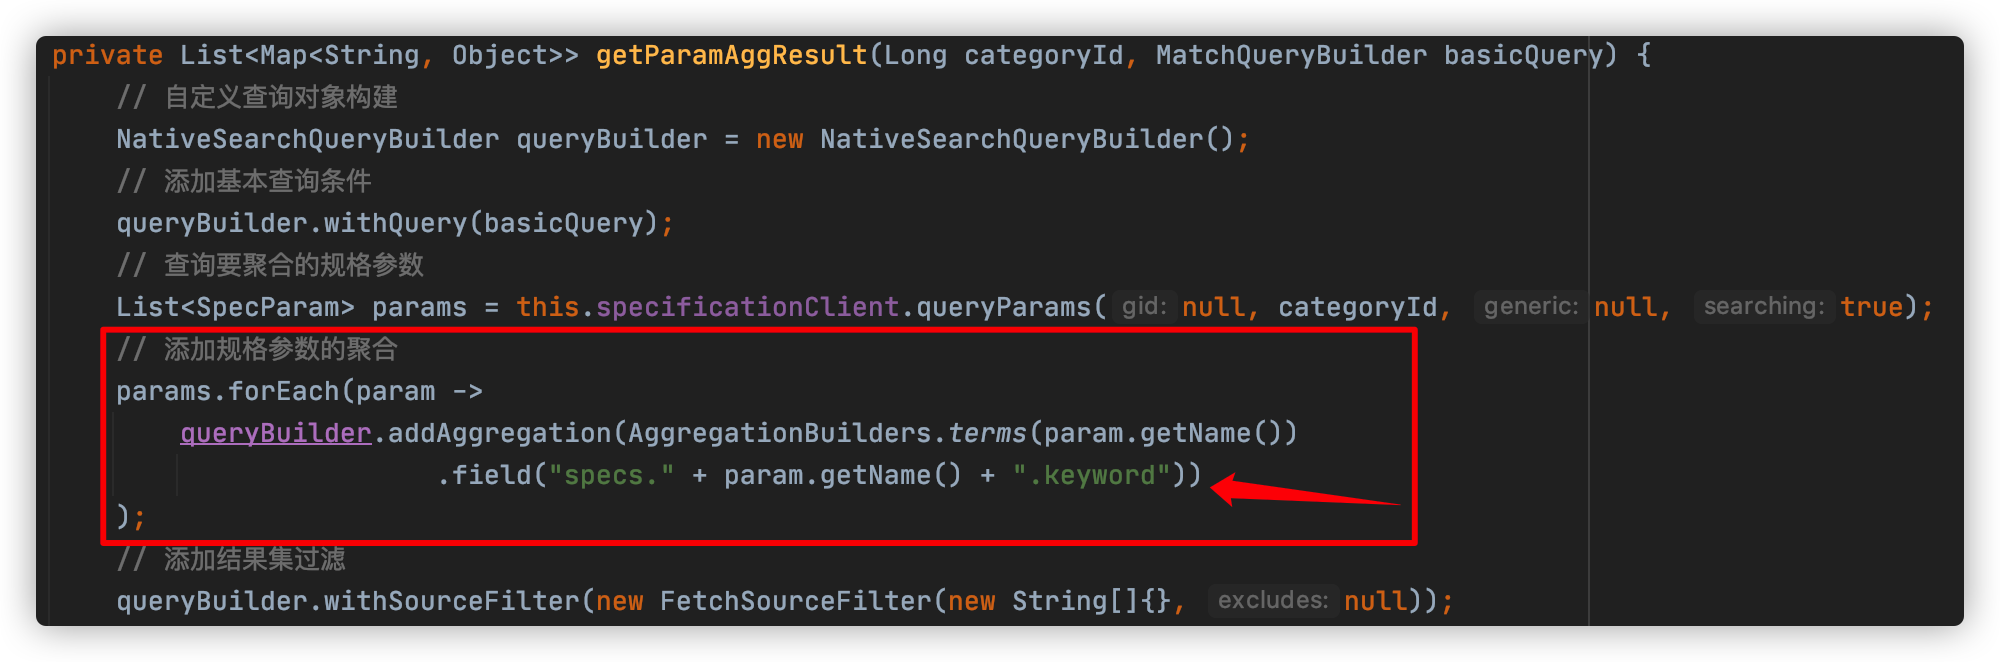 private List<Map<String, Object>> getParamAggResult(Long categoryId, MatchQueryBuilder basicQuery) {
// 自定义查询对象构建
NativeSearchQueryBuilder queryBuilder = new NativeSearchQueryBuilder();
// 添加基本查询条件
queryBuilder.withQuery(basicQuery);
// 查询要聚合的规格参数
List<SpecParam> params = this.specificationClient.queryParams( gid: null, categoryId, generic: null, searching: true);
// 添加规格参数的聚合
params.forEach(param ->
queryBuilder.addAggregation(AggregationBuilders.terms(param.getName())
.field("specs." + param.getName() + ".keyword"))
);
// 添加结果集过滤
queryBuilder.withSourceFilter(new FetchSourceFilter(new String[]{}, excludes: null));